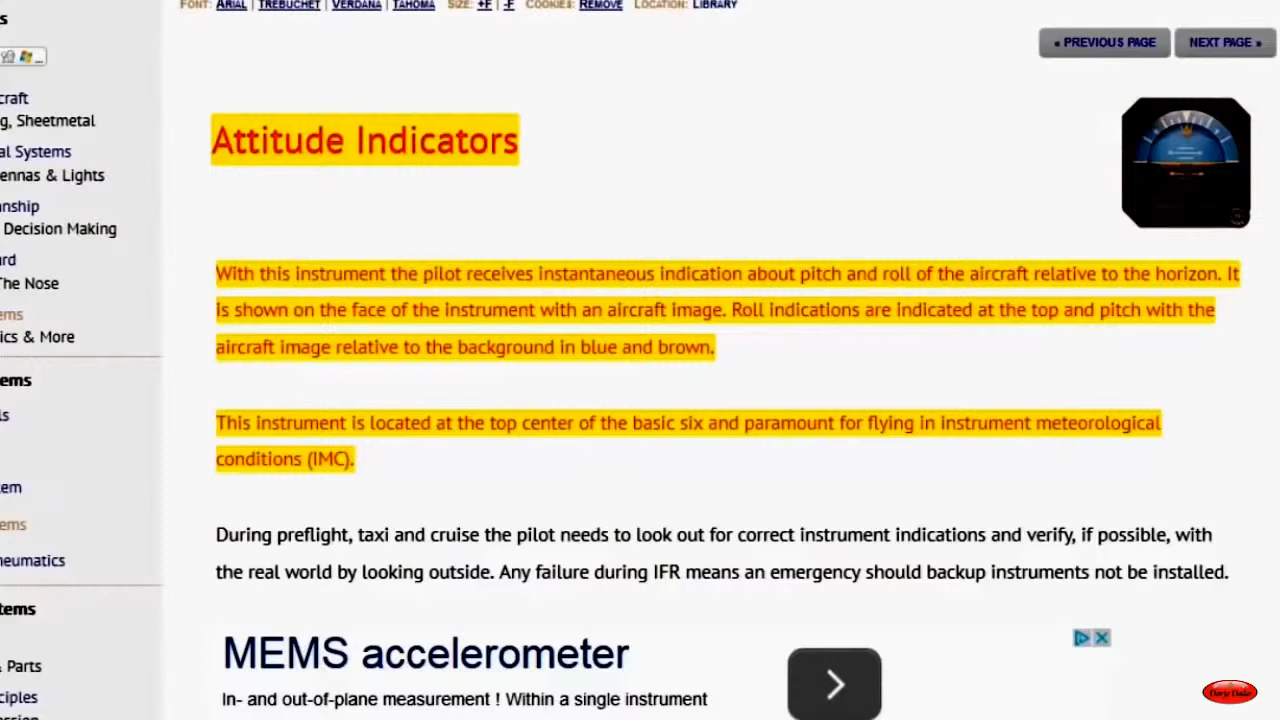 FONT: ARIAL | TREBUCHET | VERDANA | TAHOMA SIZE: +F | -F COOKIES: REMOVE LOCATION: LIBRARY
« PREVIOUS PAGE NEXT PAGE »
s
craft
g, Sheetmetal
al Systems
ennas & Lights
nship
Decision Making
rd
The Nose
ems
ics & More
ems
ls
tem
ems
neumatics
tems
& Parts
ciples
Attitude Indicators
With this instrument the pilot receives instantaneous indication about pitch and roll of the aircraft relative to the horizon. It
is shown on the face of the instrument with an aircraft image. Roll indications are indicated at the top and pitch with the
aircraft image relative to the background in blue and brown.
This instrument is located at the top center of the basic six and paramount for flying in instrument meteorological
conditions (IMC).
During preflight, taxi and cruise the pilot needs to look out for correct instrument indications and verify, if possible, with
the real world by looking outside. Any failure during IFR means an emergency should backup instruments not be installed.
MEMS accelerometer
In- and out-of-plane measurement ! Within a single instrument